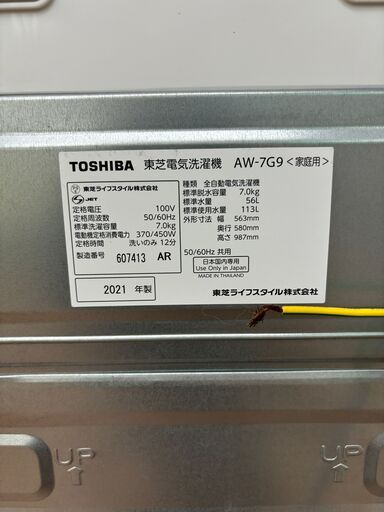 TOSHIBA 東芝電気洗濯機 AW-7G9 <家庭用>
東芝ライフスタイル株式会社
JET
定格電圧 100V
定格周波数 50/60Hz
標準洗濯容量 7.0kg
電動機定格消費電力 370/450W
定格時間 洗いのみ 12分
製造番号 607413 AR
種類 全自動電気洗濯機
標準脱水容量 7.0kg
標準水量 56L
標準使用水量 113L
外形寸法 幅 563mm
奥行 580mm
高さ 987mm
50/60Hz 共用
日本国内専用
Use Only in Japan
MADE IN THAILAND
2021 年製
東芝ライフスタイル株式会社
UP
UP